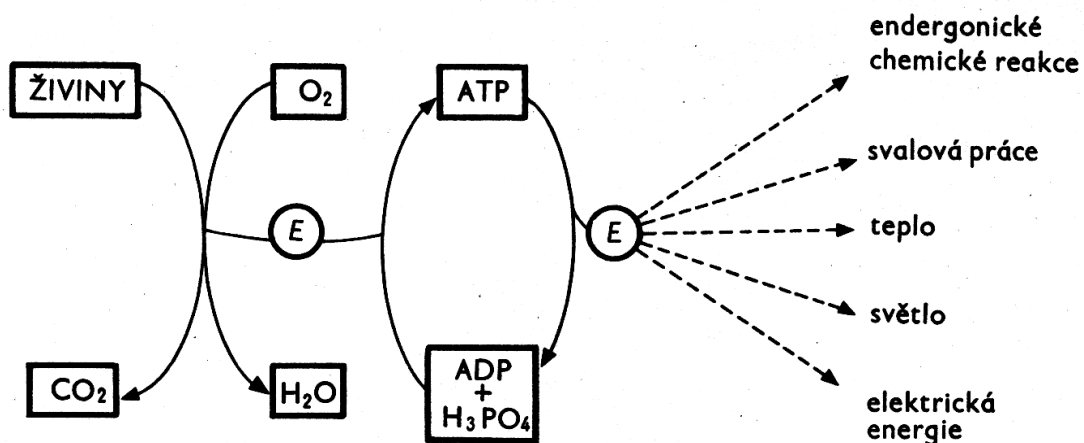 ŽIVINY
O₂
ATP
E
CO₂
H₂O
ADP
+
H₃PO₄
E
endergonické
chemické reakce
svalová práce
teplo
světlo
elektrická
energie